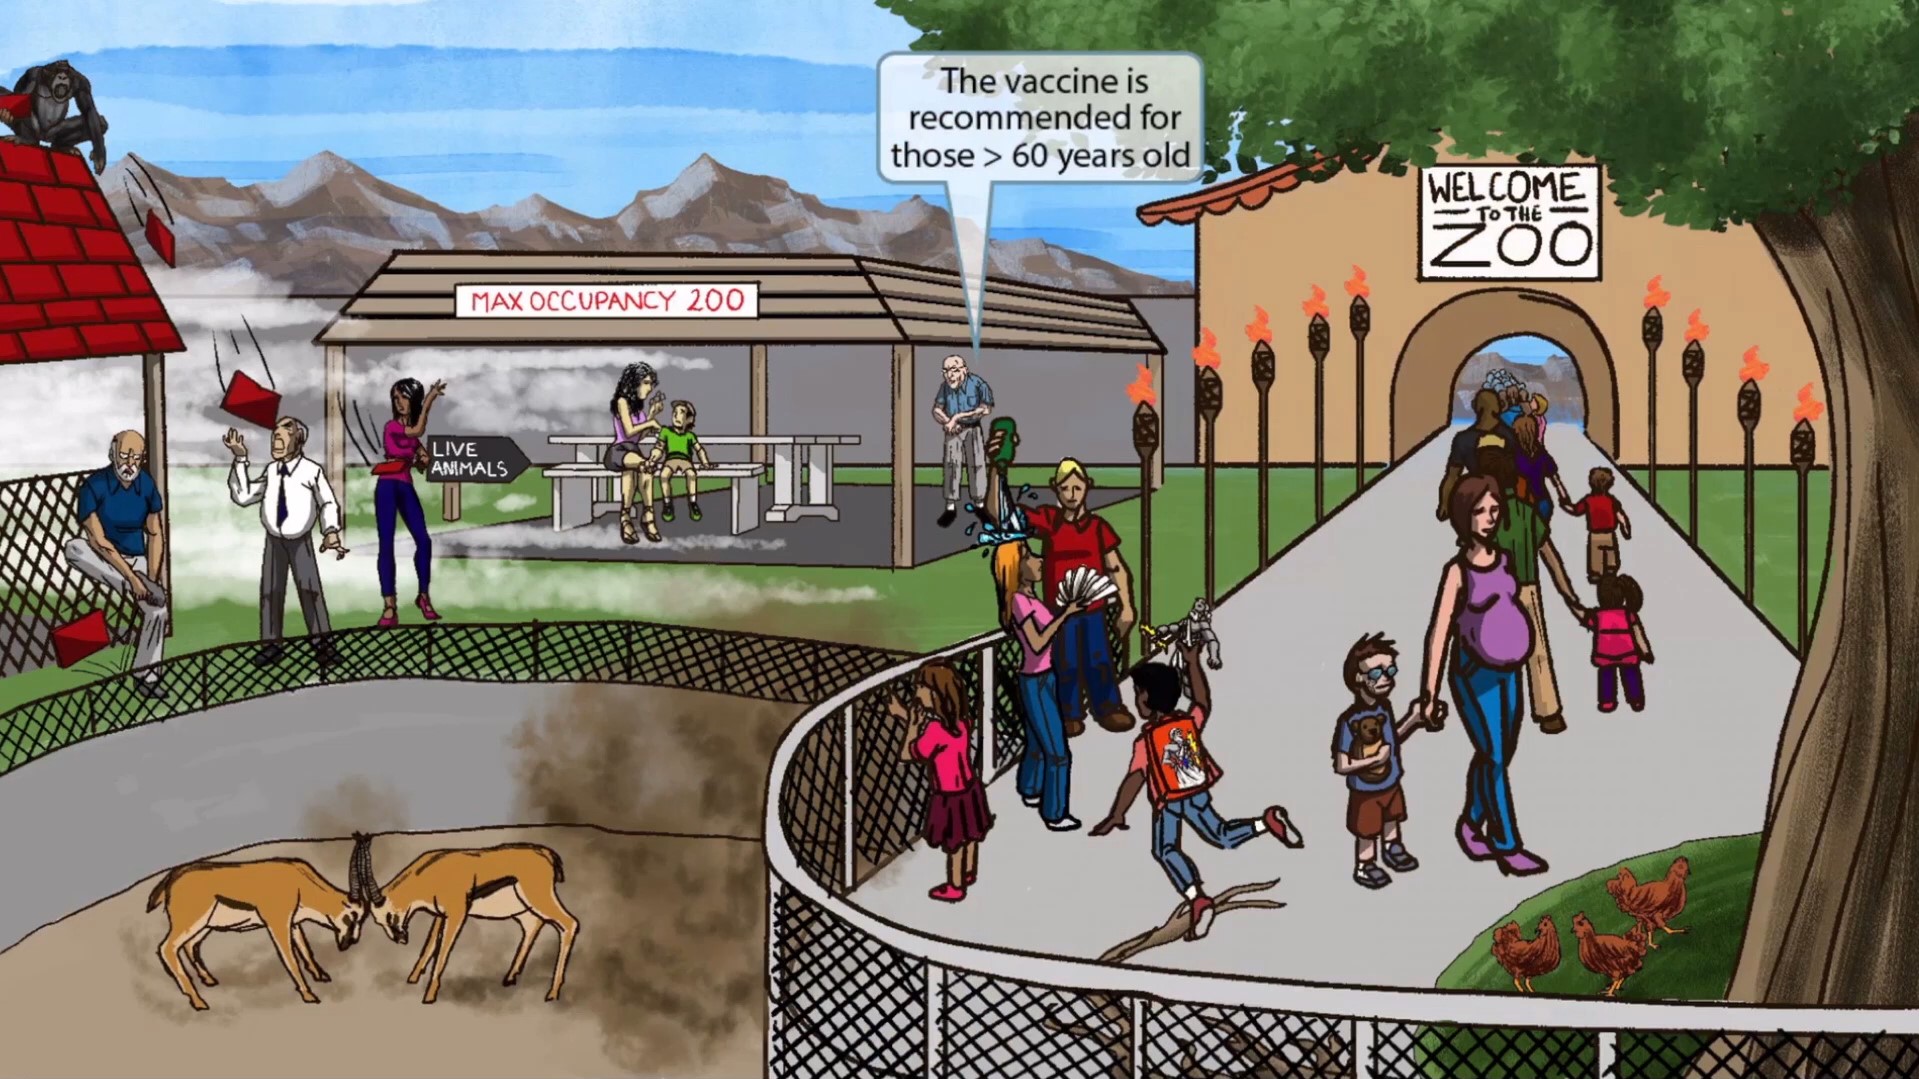 The vaccine is
recommended for
those > 60 years old
WELCOME
TO THE
ZOO
MAX OCCUPANCY 200
LIVE
ANIMALS